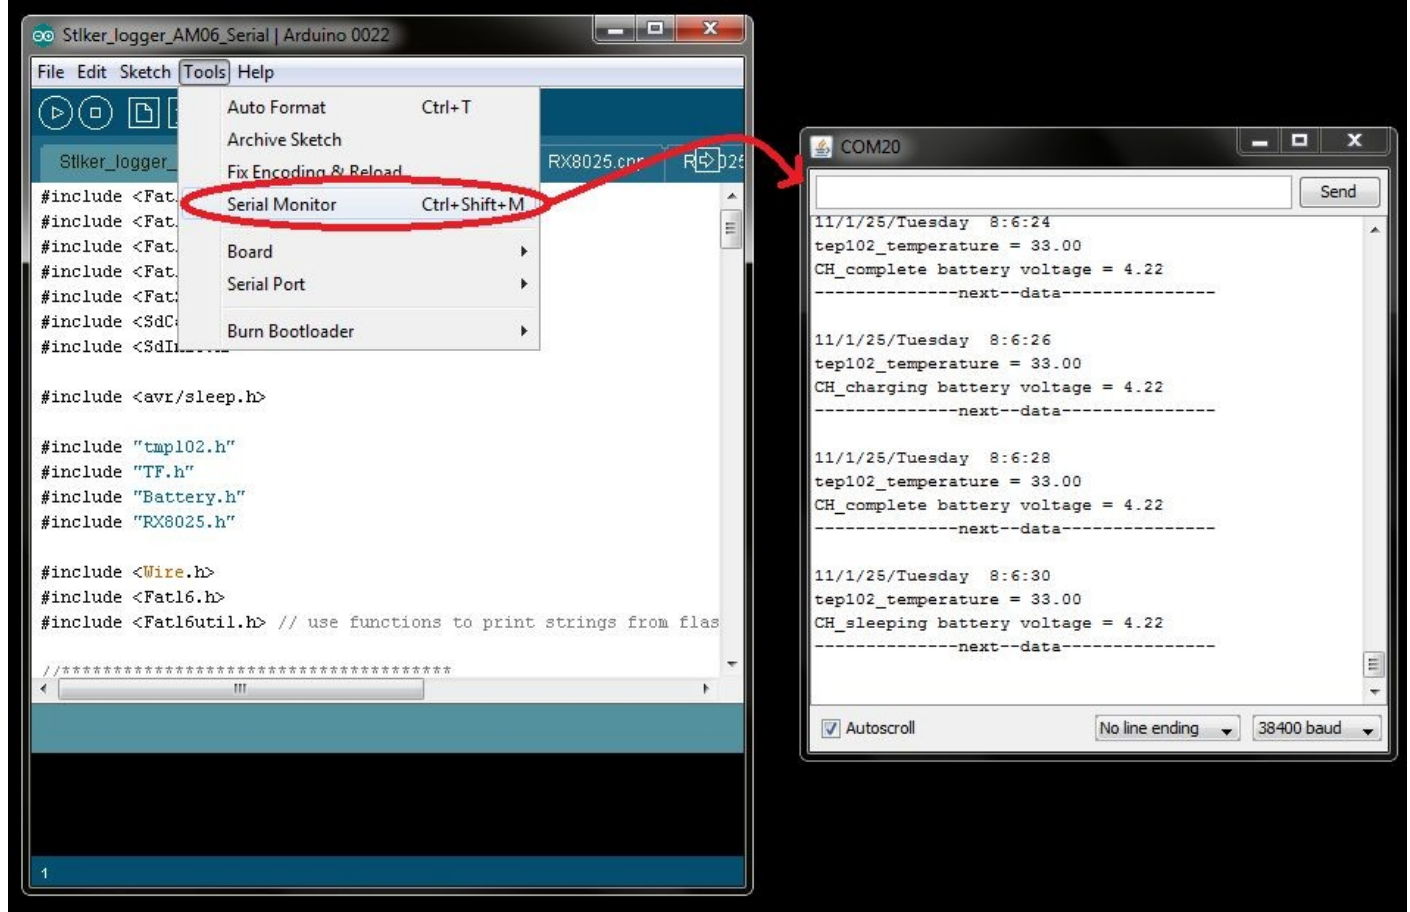 Stlker_logger_AM06_Serial | Arduino 0022
File Edit Sketch Tools Help
Auto Format Ctrl+T
Archive Sketch
Fix Encoding & Reload
Serial Monitor Ctrl+Shift+M
Board
Serial Port
Burn Bootloader
Stlker_logger_
RX8025.cpp
#include <Fat
#include <Fat
#include <Fat
#include <Fat
#include <Fat
#include <SdC
#include <SdI
#include <avr/sleep.h>
#include "tmp102.h"
#include "TF.h"
#include "Battery.h"
#include "RX8025.h"
#include <Wire.h>
#include <Fat16.h>
#include <Fat16util.h> // use functions to print strings from flas
//**************************************
1
COM20
Send
11/1/25/Tuesday 8:6:24
tep102_temperature = 33.00
CH_complete battery voltage = 4.22
--------------next--data---------------
11/1/25/Tuesday 8:6:26
tep102_temperature = 33.00
CH_charging battery voltage = 4.22
--------------next--data---------------
11/1/25/Tuesday 8:6:28
tep102_temperature = 33.00
CH_complete battery voltage = 4.22
--------------next--data---------------
11/1/25/Tuesday 8:6:30
tep102_temperature = 33.00
CH_sleeping battery voltage = 4.22
--------------next--data---------------
Autoscroll
No line ending
38400 baud